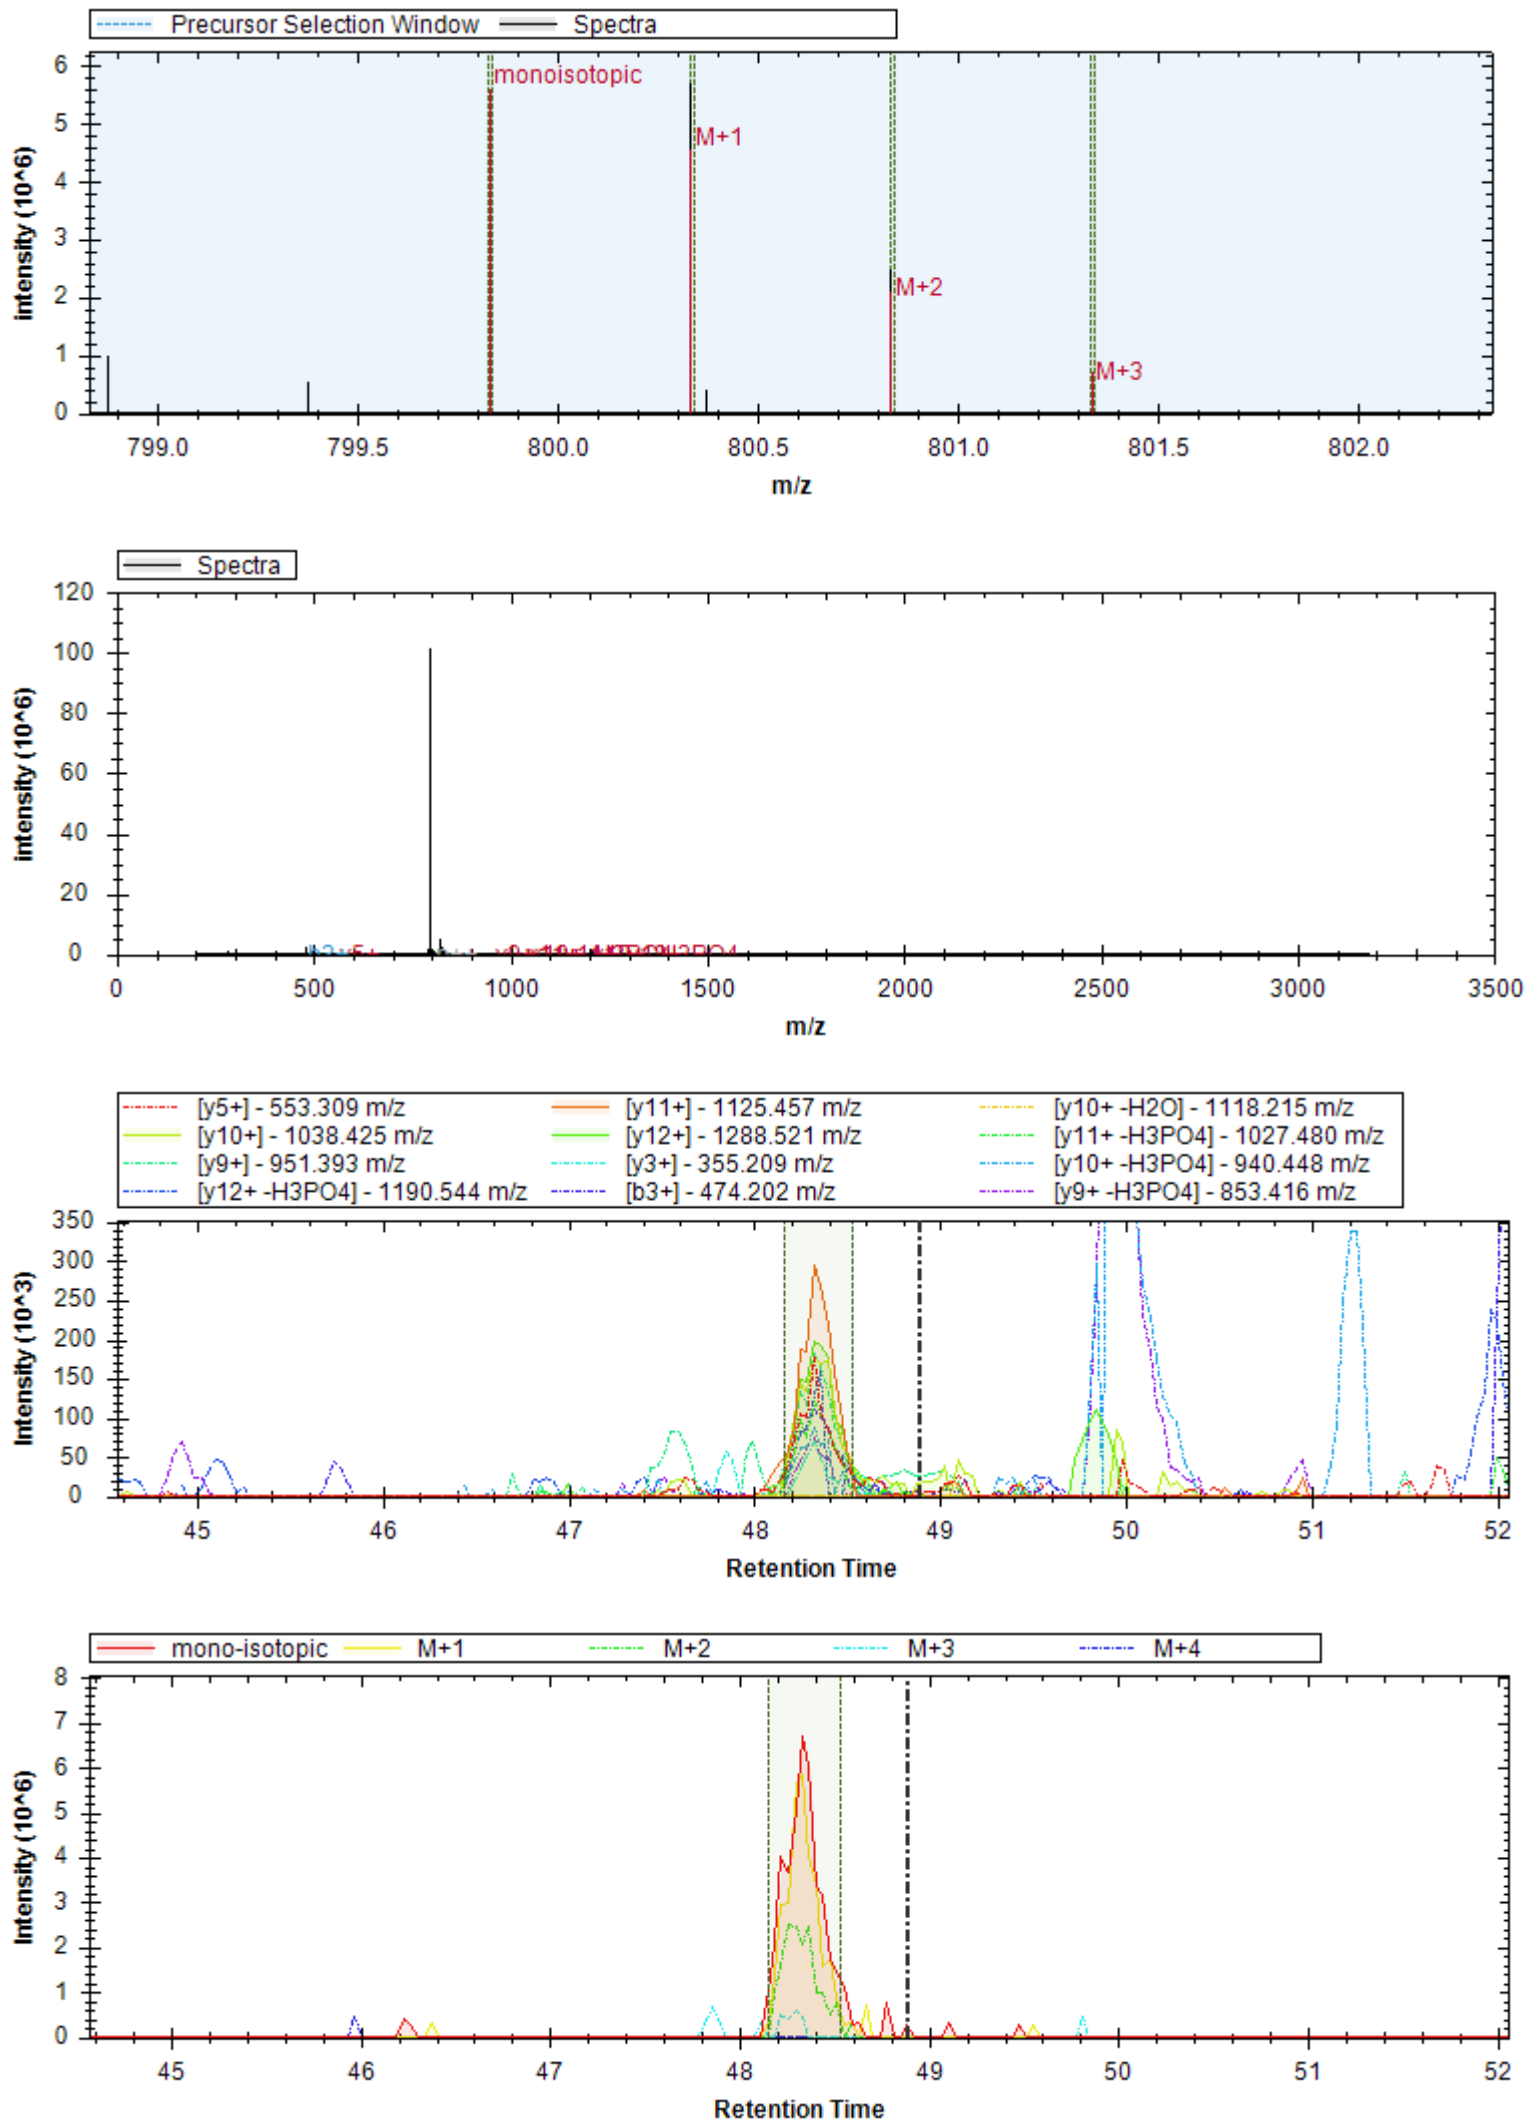 Precursor Selection Window Spectra
6
5
4
3
2
1
0
intensity (10^6)
monoisotopic
M+1
M+2
M+3
799.0 799.5 800.0 800.5 801.0 801.5 802.0
m/z
Spectra
120
100
80
60
40
20
0
intensity (10^6)
0 500 1000 1500 2000 2500 3000 3500
m/z
[y5+] - 553.309 m/z [y11+] - 1125.457 m/z [y10+ -H2O] - 1118.215 m/z
[y10+] - 1038.425 m/z [y12+] - 1288.521 m/z [y11+ -H3PO4] - 1027.480 m/z
[y9+] - 951.393 m/z [y3+] - 355.209 m/z [y10+ -H3PO4] - 940.448 m/z
[y12+ -H3PO4] - 1190.544 m/z [b3+] - 474.202 m/z [y9+ -H3PO4] - 853.416 m/z
350
300
250
200
150
100
50
0
Intensity (10^3)
45 46 47 48 49 50 51 52
Retention Time
mono-isotopic M+1 M+2 M+3 M+4
8
7
6
5
4
3
2
1
0
Intensity (10^6)
45 46 47 48 49 50 51 52
Retention Time